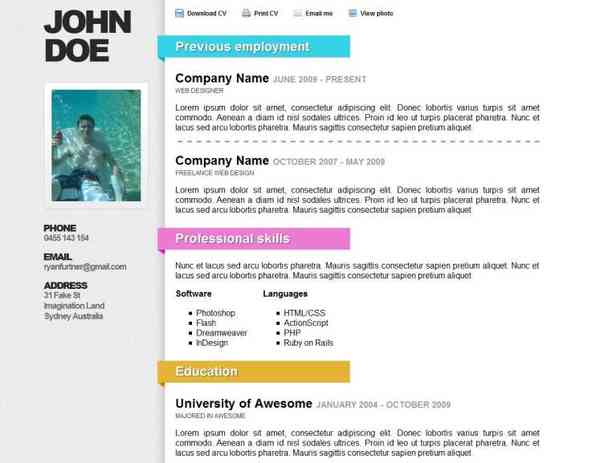 JOHN
DOE
PHONE
0455 143 154
EMAIL
ryanfurtner@gmail.com
ADDRESS
31 Fake St
Imagination Land
Sydney Australia
Download CV Print CV Email me View photo
Previous employment
Company Name JUNE 2009 - PRESENT
WEB DESIGNER
Lorem ipsum dolor sit amet, consectetur adipiscing elit. Donec lobortis varius turpis sit amet
commodo. Aenean a diam id nisl sodales ultrices. Proin id leo ut turpis placerat pharetra. Nunc et
lacus sed arcu lobortis pharetra. Mauris sagittis consectetur sapien pretium aliquet.
Company Name OCTOBER 2007 - MAY 2009
FREELANCE WEB DESIGN
Lorem ipsum dolor sit amet, consectetur adipiscing elit. Donec lobortis varius turpis sit amet
commodo. Aenean a diam id nisl sodales ultrices. Proin id leo ut turpis placerat pharetra. Nunc et
lacus sed arcu lobortis pharetra. Mauris sagittis consectetur sapien pretium aliquet.
Professional skills
Nunc et lacus sed arcu lobortis pharetra. Mauris sagittis consectetur sapien pretium aliquet. Nunc et
lacus sed arcu lobortis pharetra. Mauris sagittis consectetur sapien pretium aliquet.
Software Languages
Photoshop HTML/CSS
Flash ActionScript
Dreamweaver PHP
InDesign Ruby on Rails
Education
University of Awesome JANUARY 2004 - OCTOBER 2009
MAJORED IN AWESOME
Lorem ipsum dolor sit amet, consectetur adipiscing elit. Donec lobortis varius turpis sit amet
commodo. Aenean a diam id nisl sodales ultrices. Proin id leo ut turpis placerat pharetra. Nunc et
lacus sed arcu lobortis pharetra. Mauris sagittis consectetur sapien pretium aliquet.